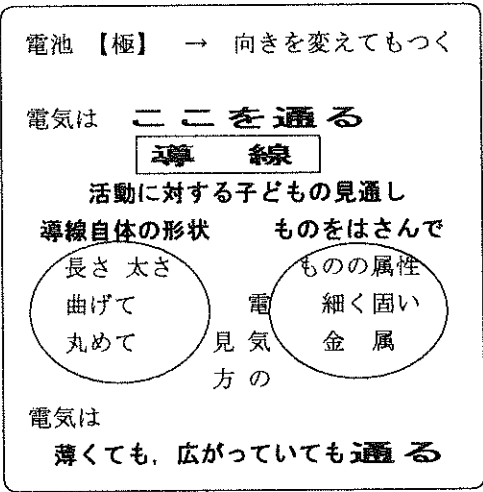 電池 【極】 → 向きを変えてもつく
電気は ここを通る
導 線
活動に対する子どもの見通し
導線自体の形状 ものをはさんで
長さ 太さ
曲げて
丸めて
電気の
見方
ものの属性
細く固い
金 属
電気は
薄くても，広がっていても通る